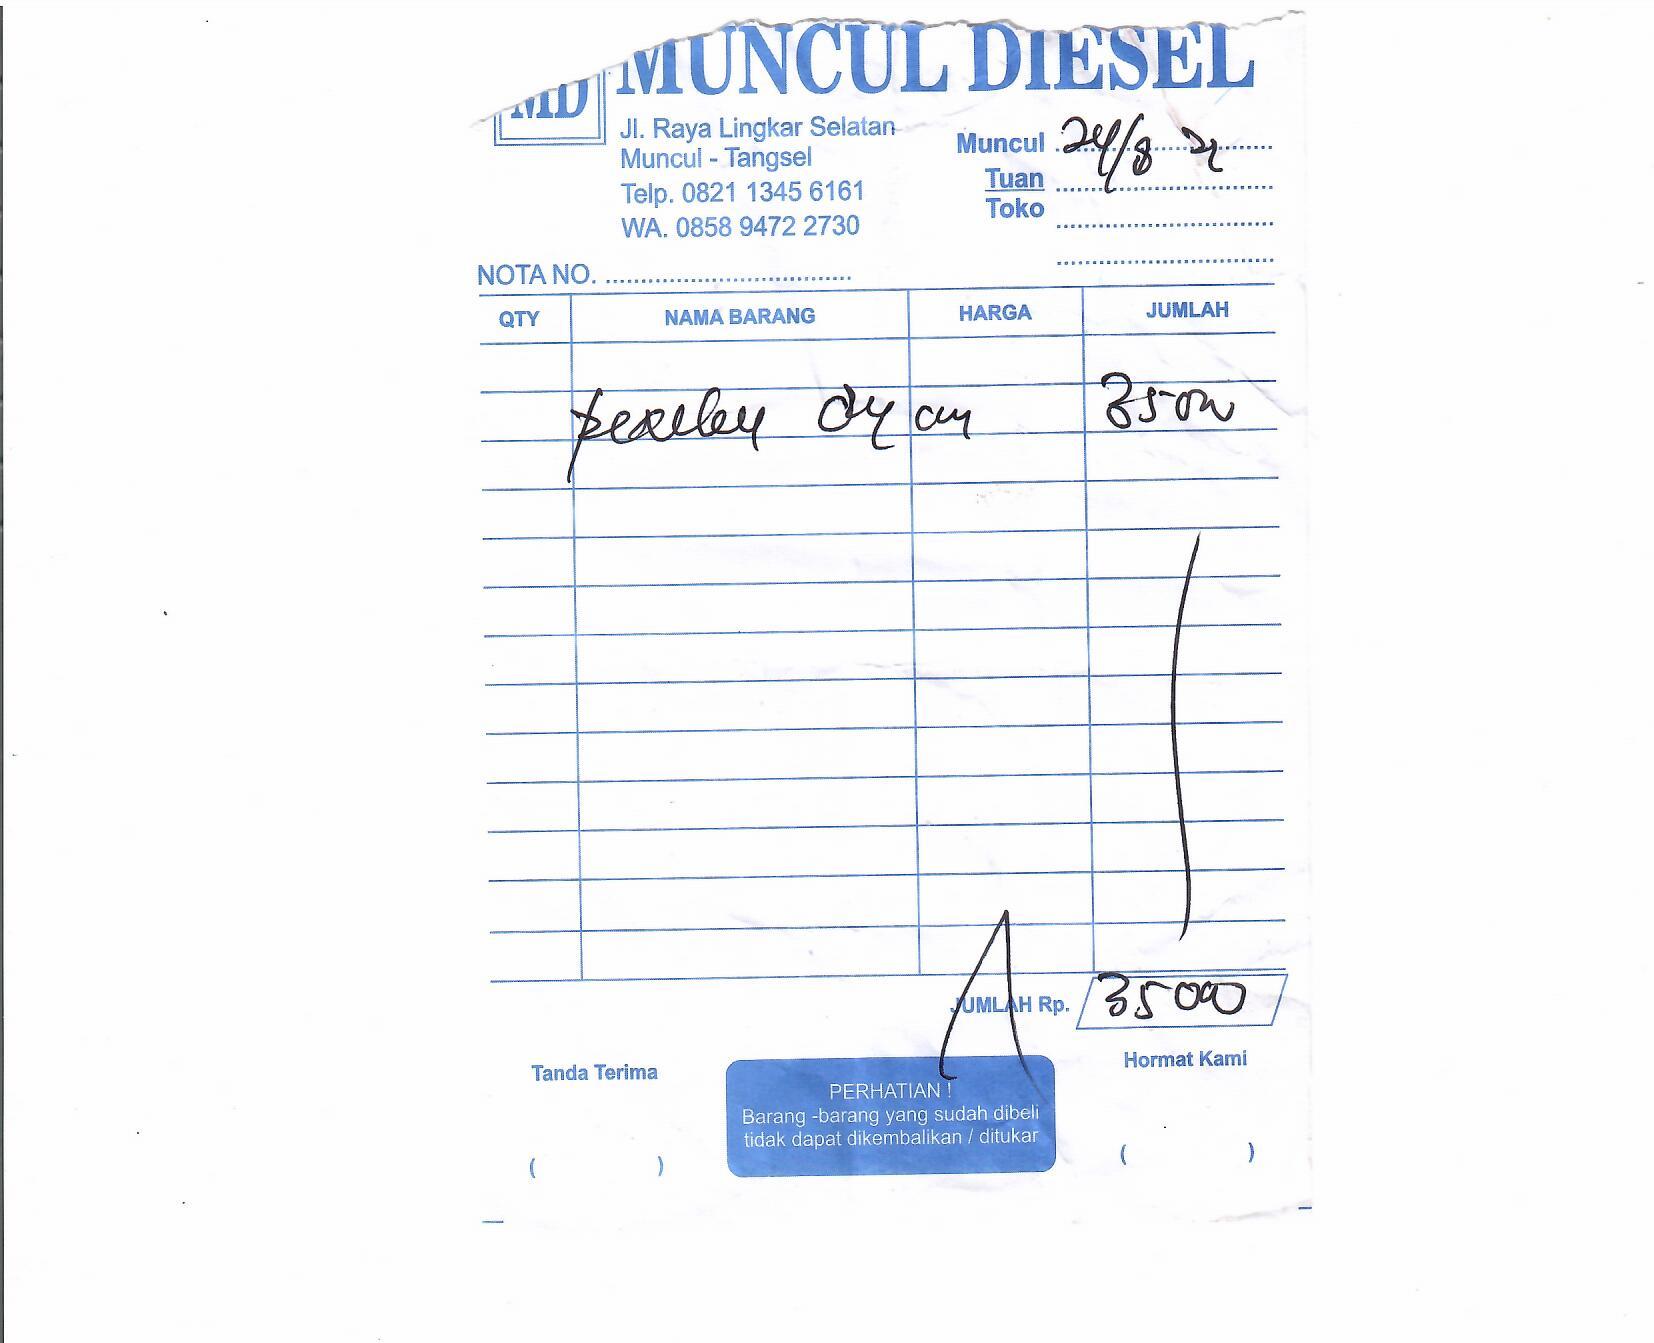 MUNCUL DIESEL
MD
Jl. Raya Lingkar Selatan
Muncul - Tangsel
Telp. 0821 1345 6161
WA. 0858 9472 2730
Muncul 24/8 21
Tuan
Toko
NOTA NO.
QTY NAMA BARANG HARGA JUMLAH
35000
JUMLAH Rp. 35000
Tanda Terima
Hormat Kami
PERHATIAN !
Barang -barang yang sudah dibeli
tidak dapat dikembalikan / ditukar
( )
( )